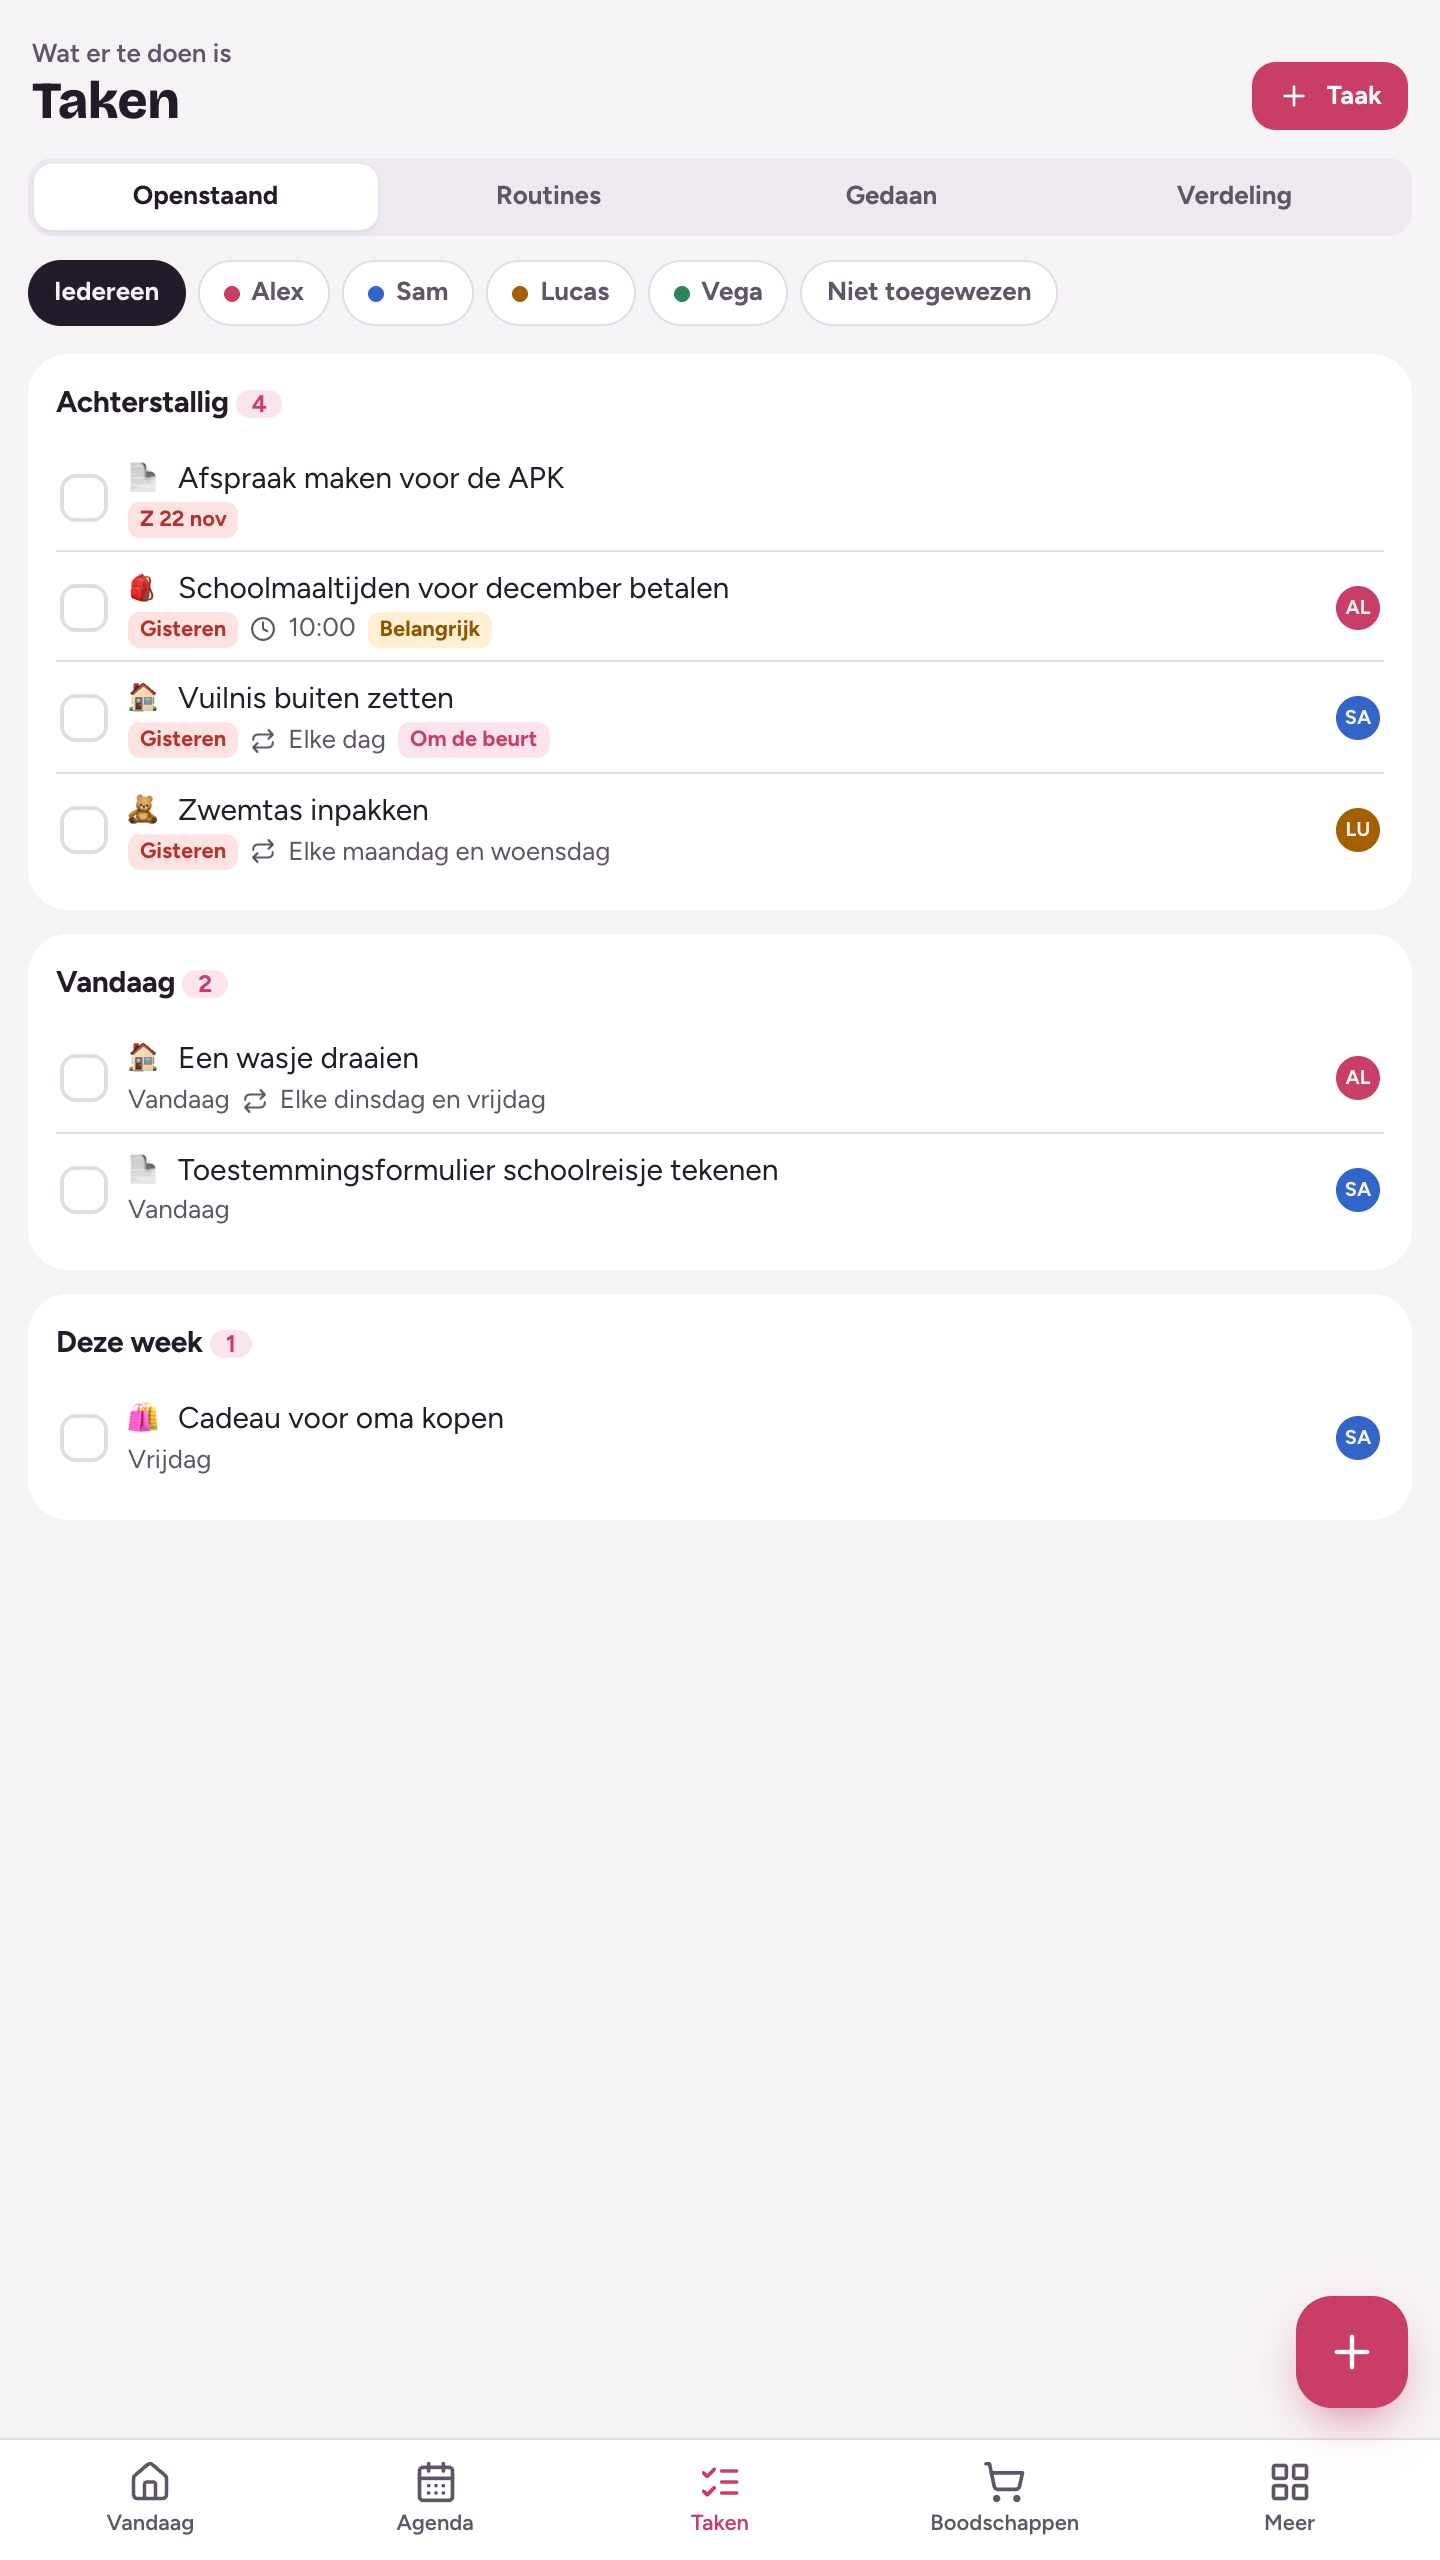 Wat er te doen is
Taken
Taak
Openstaand Routines Gedaan Verdeling
Iedereen Alex Sam Lucas Vega Niet toegewezen
Achterstallig 4
Afspraak maken voor de APK
Z 22 nov
Schoolmaaltijden voor december betalen
Gisteren 10:00 Belangrijk
AL
Vuilnis buiten zetten
Gisteren Elke dag Om de beurt
SA
Zwemtas inpakken
Gisteren Elke maandag en woensdag
LU
Vandaag 2
Een wasje draaien
Vandaag Elke dinsdag en vrijdag
AL
Toestemmingsformulier schoolreisje tekenen
Vandaag
SA
Deze week 1
Cadeau voor oma kopen
Vrijdag
SA
Vandaag Agenda Taken Boodschappen Meer